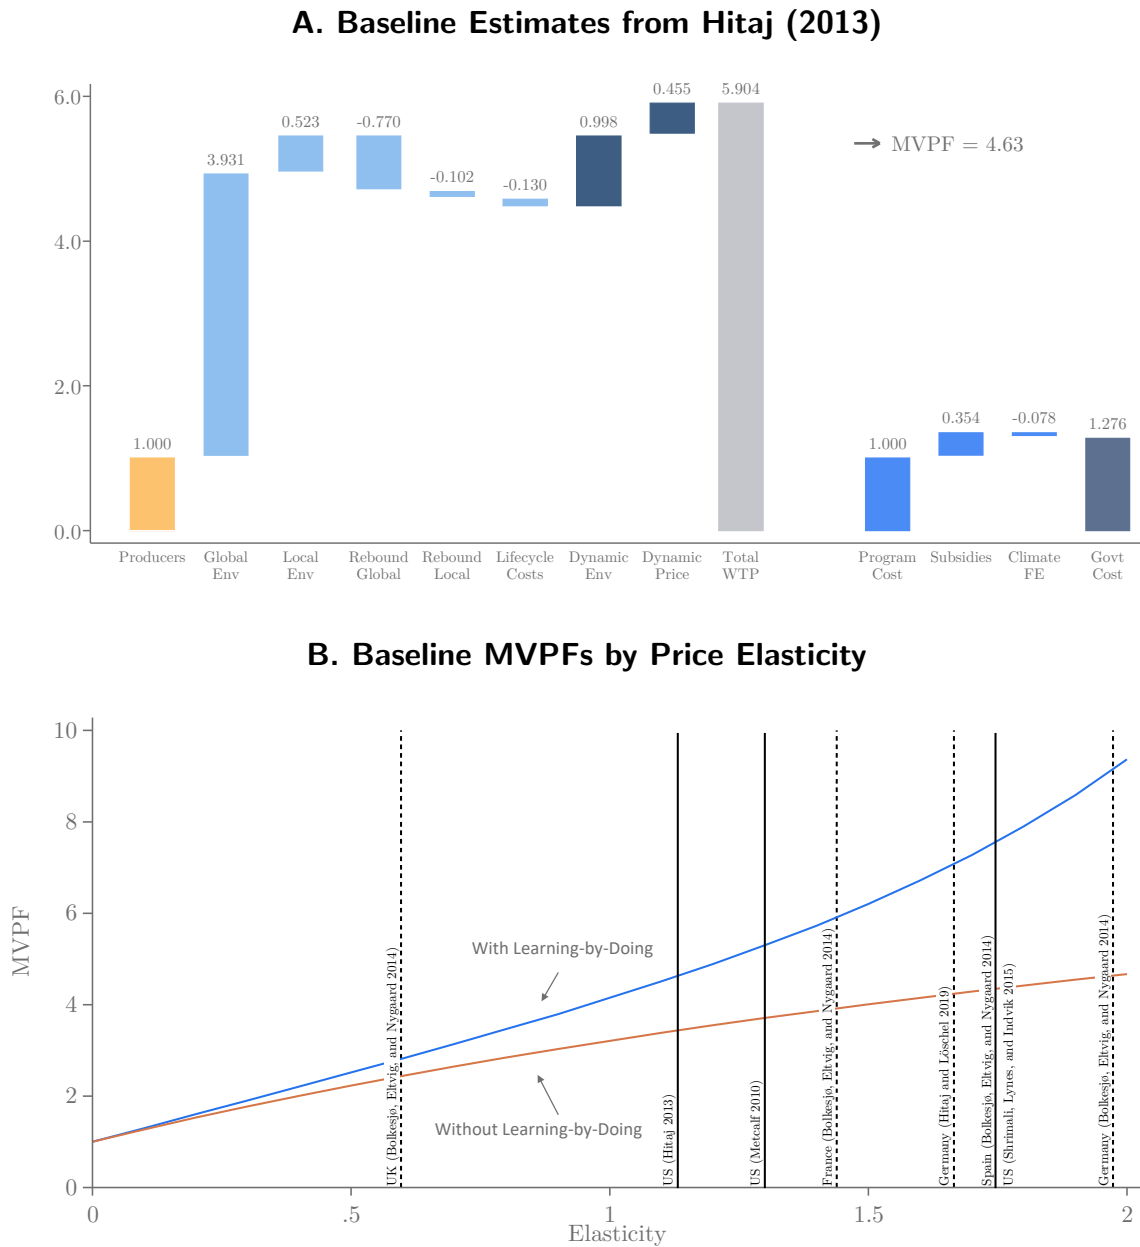 A. Baseline Estimates from Hitaj (2013)
6.0
4.0
2.0
0.0
1.000
3.931
0.523
-0.770
-0.102
-0.130
0.998
0.455
5.904
→ MVPF = 4.63
1.000
0.354
-0.078
1.276
Producers
Global
Env
Local
Env
Rebound
Global
Rebound
Local
Lifecycle
Costs
Dynamic
Env
Dynamic
Price
Total
WTP
Program
Cost
Subsidies
Climate
FE
Govt
Cost
B. Baseline MVPFs by Price Elasticity
MVPF
10
8
6
4
2
0
With Learning-by-Doing
Without Learning-by-Doing
UK (Bolkesjø, Eltvig, and Nygaard 2014)
US (Hitaj 2013)
US (Metcalf 2010)
France (Bolkesjø, Eltvig, and Nygaard 2014)
Germany (Hitaj and Löschel 2019)
Spain (Bolkesjø, Eltvig, and Nygaard 2014)
US (Shrimali, Lynes, and Indvik 2015)
Germany (Bolkesjø, Eltvig, and Nygaard 2014)
0
.5
1
1.5
2
Elasticity